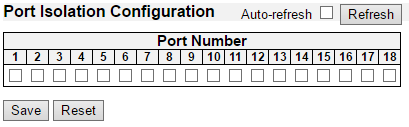 Port Isolation Configuration Auto-refresh Refresh
Port Number
1 2 3 4 5 6 7 8 9 10 11 12 13 14 15 16 17 18
Save Reset